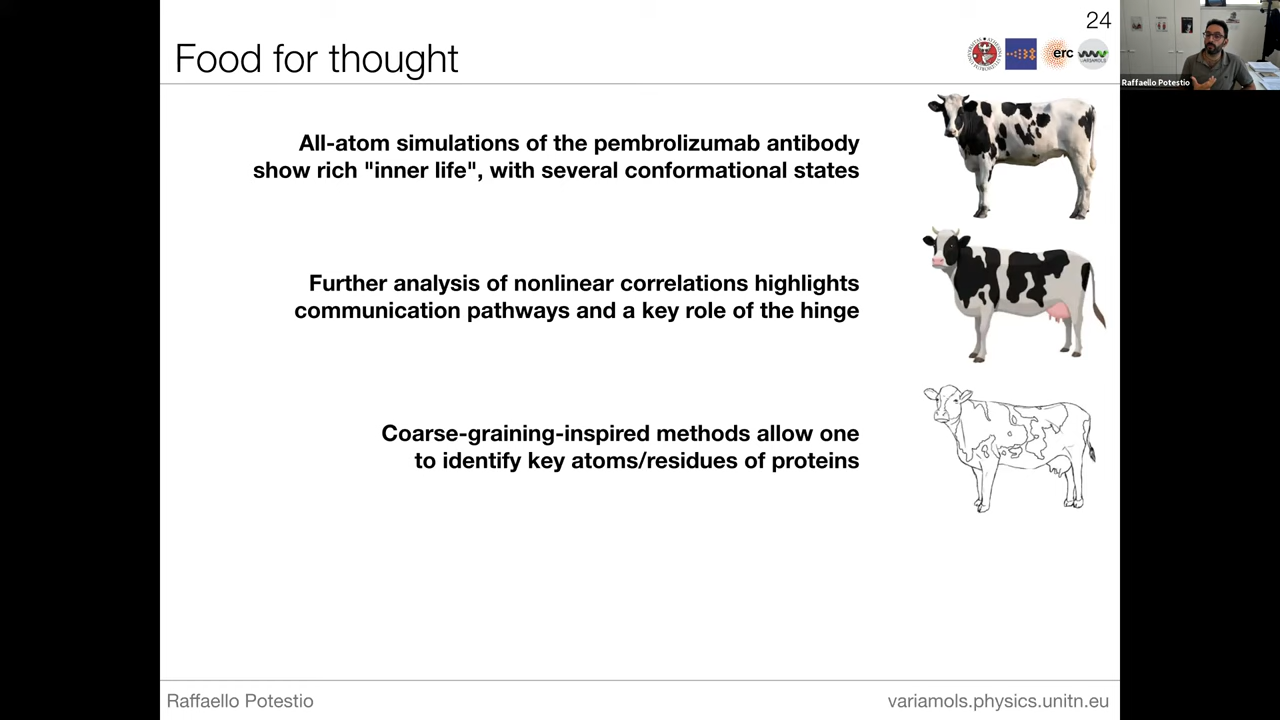 24
Food for thought
erc
VARIAMOLS
Raffaello Potestio
All-atom simulations of the pembrolizumab antibody
show rich "inner life", with several conformational states
Further analysis of nonlinear correlations highlights
communication pathways and a key role of the hinge
Coarse-graining-inspired methods allow one
to identify key atoms/residues of proteins
Raffaello Potestio
variamols.physics.unitn.eu